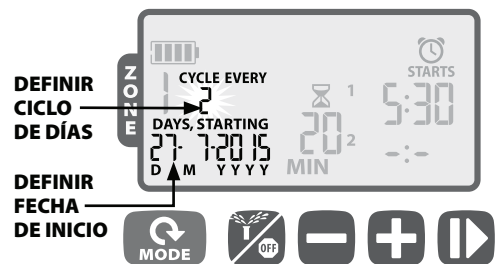 DEFINIR
CICLO
DE DÍAS
DEFINIR
FECHA
DE INICIO
ZONE
1
CYCLE EVERY
2
DAYS, STARTING
27- 7-2015
D M Y Y Y Y
1
20 2
MIN
STARTS
5:30
-:-
MODE
OFF